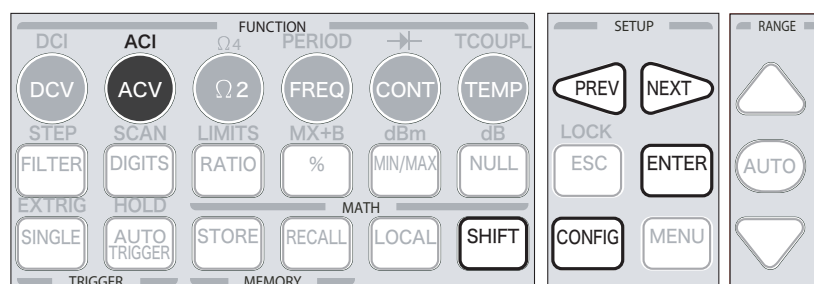 FUNCTION SETUP RANGE
DCI ACI Ω4 PERIOD TCOUPL
DCV ACV Ω2 FREQ CONT TEMP PREV NEXT
STEP SCAN LIMITS MX+B dBm dB LOCK
FILTER DIGITS RATIO % MIN/MAX NULL ESC ENTER AUTO
EXTRIG HOLD MATH
SINGLE AUTO TRIGGER STORE RECALL LOCAL SHIFT CONFIG MENU
TRIGGER MEMORY